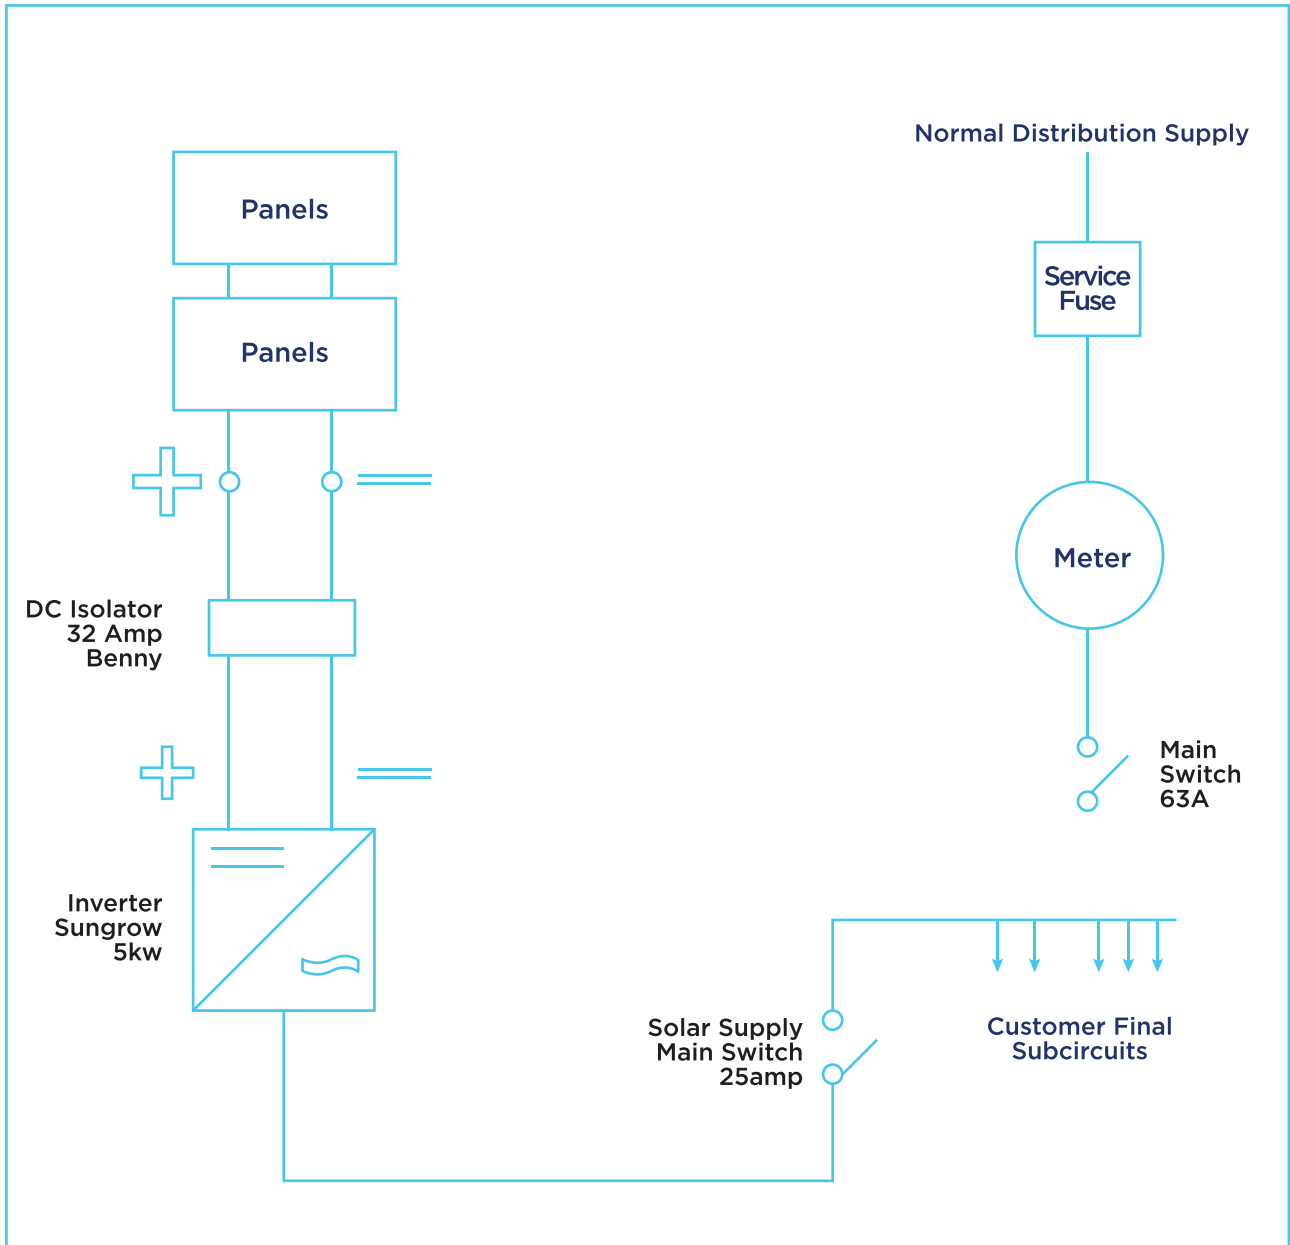 Normal Distribution Supply
Panels
Service
Fuse
Panels
Meter
DC Isolator
32 Amp
Benny
Main
Switch
63A
Inverter
Sungrow
5kw
Solar Supply
Main Switch
25amp
Customer Final
Subcircuits